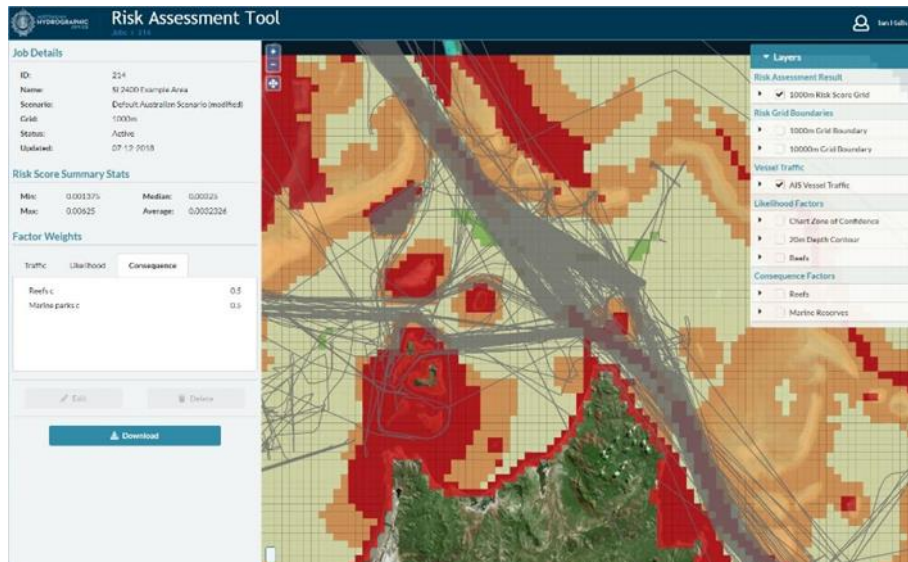 HYDROGRAPHIC
Risk Assessment Tool
Jobs > 214
Job Details
ID: 214
Name: SI 2400 Example Area
Scenario: Default Australian Scenario (modified)
Grid: 1000m
Status: Active
Updated: 07-12-2018
Risk Score Summary Stats
Min: 0.001375 Median:
Max: 0.00625 Average: 0.0032326
Factor Weights
Traffic Likelihood Consequence
Reefs c 0.5
Marine parks c 0.5
Edit Delete
Download
Layers
Risk Assessment Result
1000m Risk Score Grid
Risk Grid Boundaries
1000m Grid Boundary
10000m Grid Boundary
Vessel Traffic
AIS Vessel Traffic
Likelihood Factors
Chart Zone of Confidence
20m Depth Contour
Reefs
Consequence Factors
Reefs
Marine Reserves